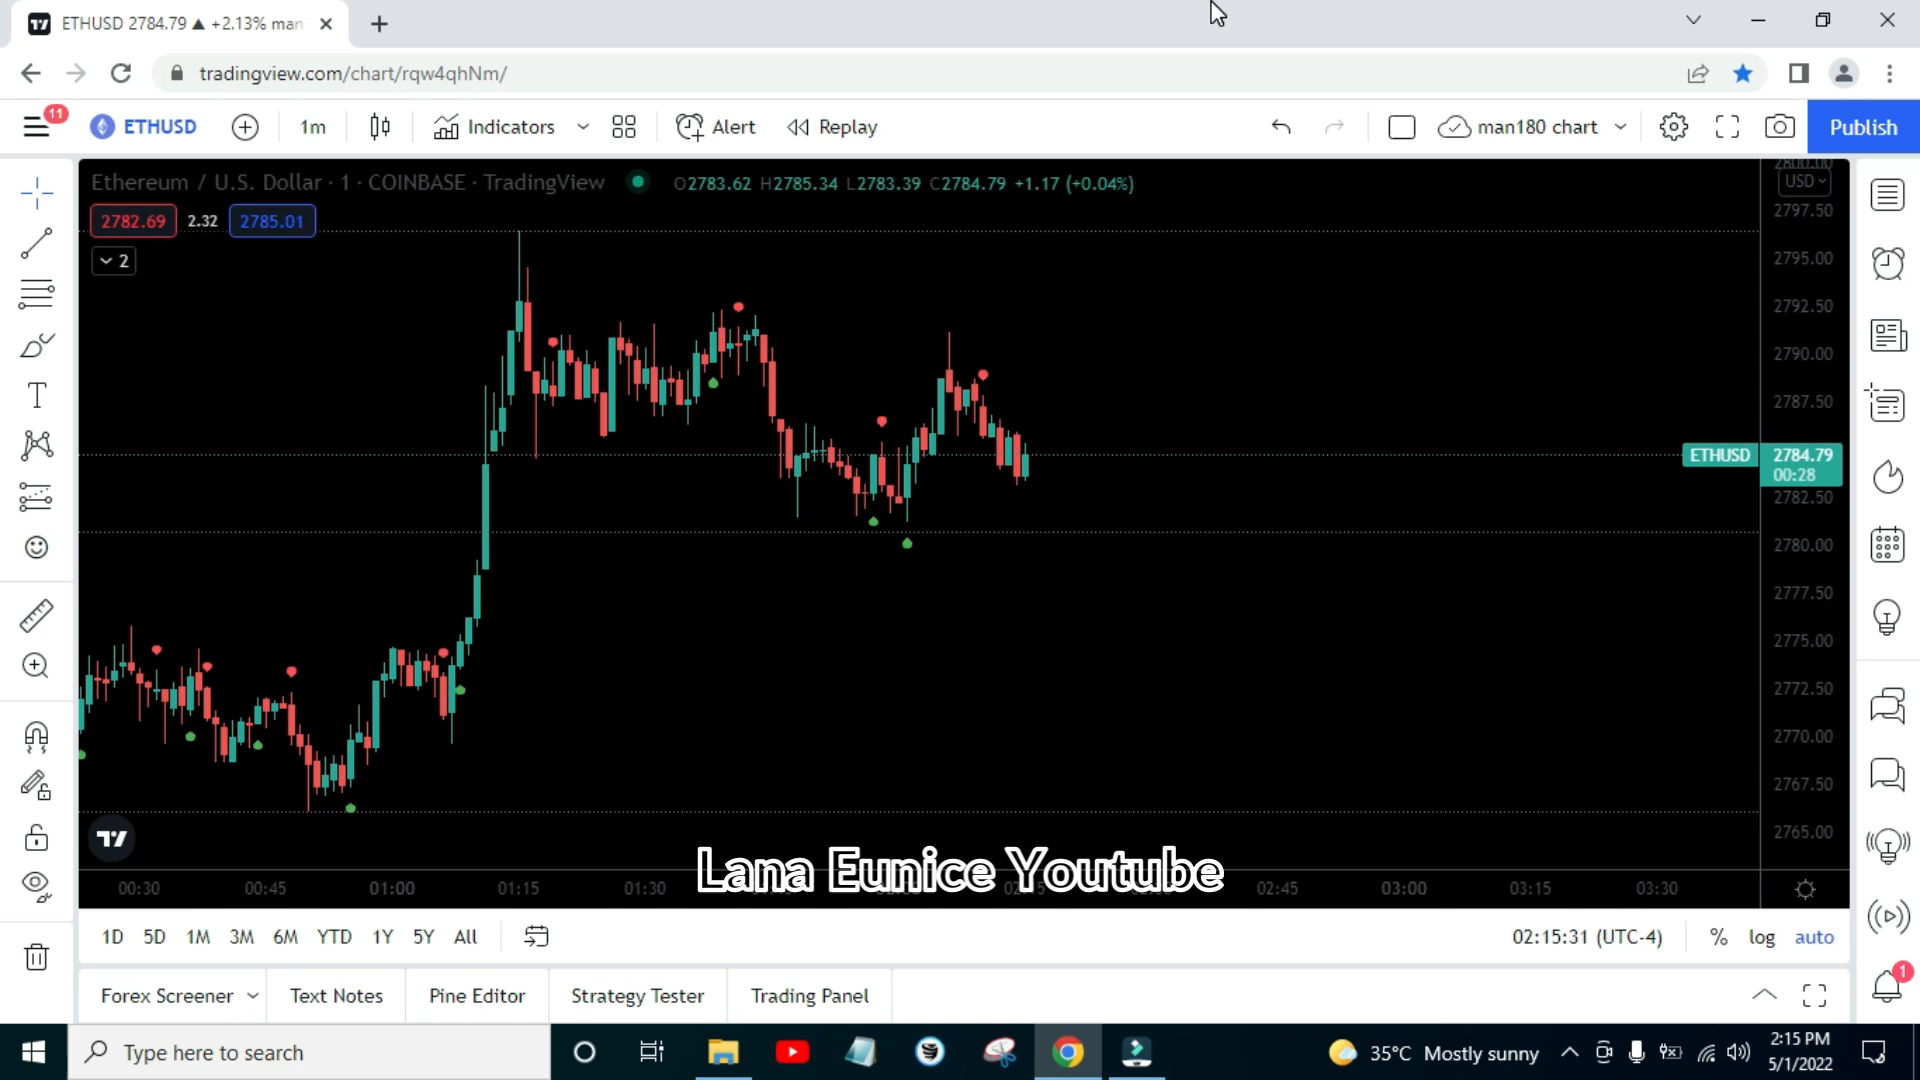 ETHUSD 2784.79 ▲ +2.13% man
tradingview.com/chart/rqw4qhNm/
11
ETHUSD
1m
Indicators
Alert
Replay
man180 chart
Publish
Ethereum / U.S. Dollar · 1 · COINBASE · TradingView
O2783.62 H2785.34 L2783.39 C2784.79 +1.17 (+0.04%)
2782.69
2.32
2785.01
2
2800.00
USD
2797.50
2795.00
2792.50
2790.00
2787.50
ETHUSD
2784.79
00:28
2782.50
2780.00
2777.50
2775.00
2772.50
2770.00
2767.50
2765.00
Lana Eunice Youtube
00:30 00:45 01:00 01:15 01:30 02:45 03:00 03:15 03:30
1D 5D 1M 3M 6M YTD 1Y 5Y All
02:15:31 (UTC-4)
% log auto
1
Forex Screener
Text Notes
Pine Editor
Strategy Tester
Trading Panel
Type here to search
35°C Mostly sunny
2:15 PM
5/1/2022